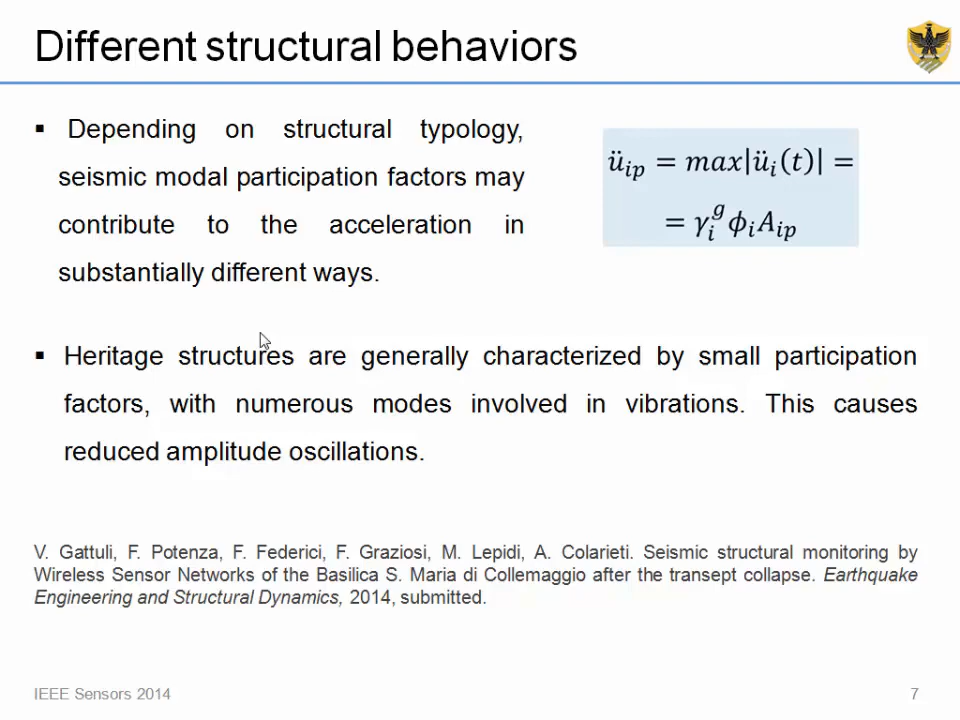 Different structural behaviors
▪ Depending on structural typology,
seismic modal participation factors may
contribute to the acceleration in
substantially different ways.
ü_{ip} = max|ü_i(t)| =
= γ_i^g ϕ_i A_{ip}
▪ Heritage structures are generally characterized by small participation
factors, with numerous modes involved in vibrations. This causes
reduced amplitude oscillations.
V. Gattuli, F. Potenza, F. Federici, F. Graziosi, M. Lepidi, A. Colarieti. Seismic structural monitoring by
Wireless Sensor Networks of the Basilica S. Maria di Collemaggio after the transept collapse. Earthquake
Engineering and Structural Dynamics, 2014, submitted.
IEEE Sensors 2014
7